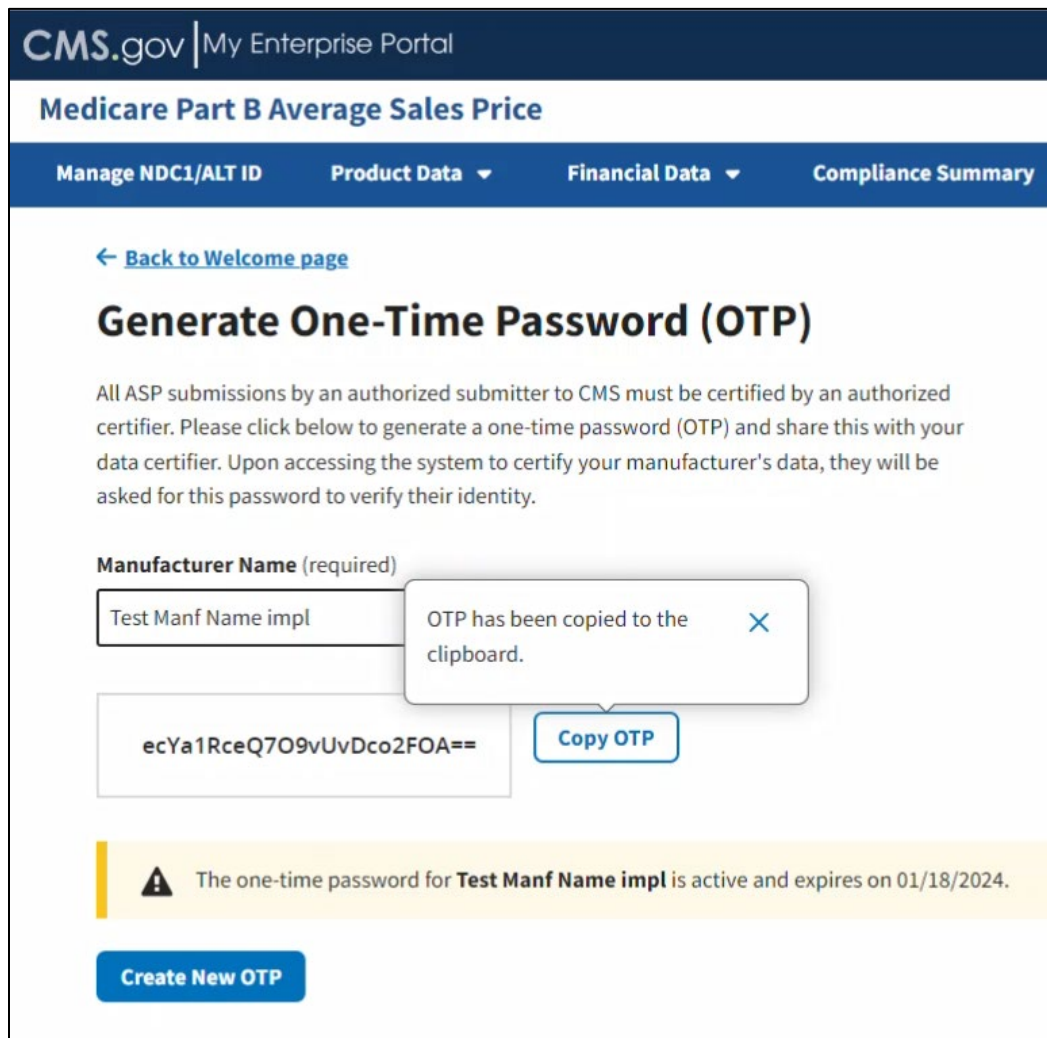 CMS.gov My Enterprise Portal
Medicare Part B Average Sales Price
Manage NDC1/ALT ID Product Data Financial Data Compliance Summary
Back to Welcome page
Generate One-Time Password (OTP)
All ASP submissions by an authorized submitter to CMS must be certified by an authorized
certifier. Please click below to generate a one-time password (OTP) and share this with your
data certifier. Upon accessing the system to certify your manufacturer's data, they will be
asked for this password to verify their identity.
Manufacturer Name (required)
Test Manf Name impl
OTP has been copied to the
clipboard.
ecYa1RceQ7O9vUvDco2FOA==
Copy OTP
The one-time password for Test Manf Name impl is active and expires on 01/18/2024.
Create New OTP